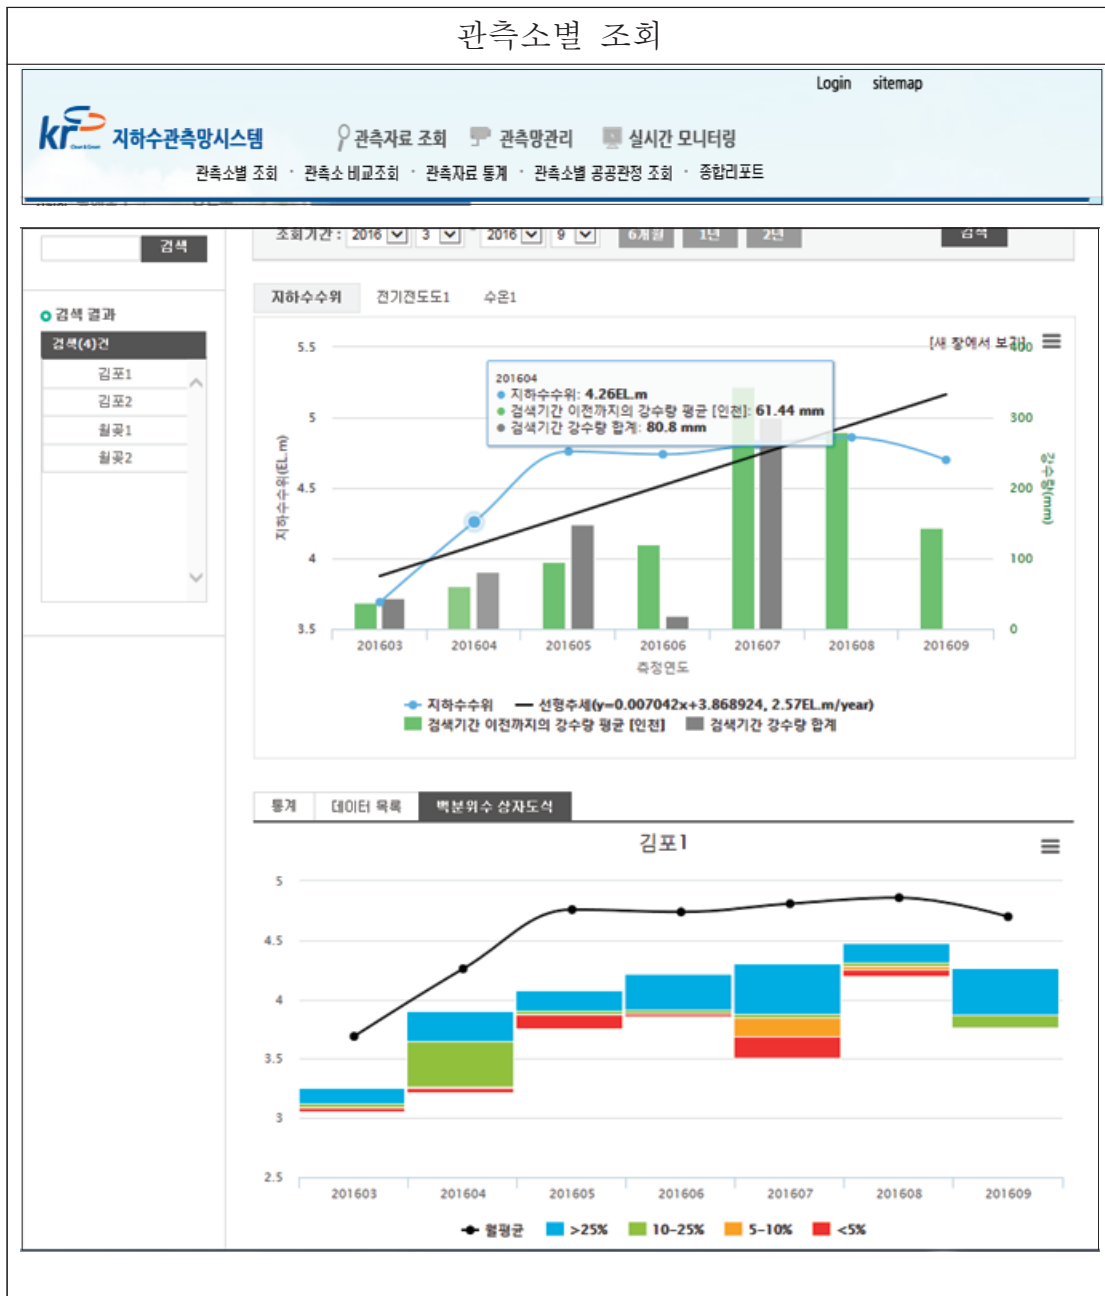 관측소별 조회
Login sitemap
kr 지하수관측망시스템 관측자료 조회 관측망관리 실시간 모니터링
Clean & Green
관측소별 조회 · 관측소 비교조회 · 관측자료 통계 · 관측소별 공공관정 조회 · 종합리포트
검색
조회기간 : 2016 3 ~ 2016 9 6개월 1년 2년 검색
검색 결과
검색(4)건
김포1
김포2
월곶1
월곶2
지하수수위 전기전도도1 수온1
[새 창에서 보기]
5.5
5
4.5
4
3.5
지하수수위(EL.m)
400
300
200
100
0
강수량(mm)
201604
지하수수위: 4.26EL.m
검색기간 이전까지의 강수량 평균 [인천]: 61.44 mm
검색기간 강수량 합계: 80.8 mm
201603 201604 201605 201606 201607 201608 201609
측정연도
지하수수위 선형추세(y=0.007042x+3.868924, 2.57EL.m/year)
검색기간 이전까지의 강수량 평균 [인천] 검색기간 강수량 합계
통계 데이터 목록 백분위수 상자도식
김포1
5
4.5
4
3.5
3
2.5
201603 201604 201605 201606 201607 201608 201609
월평균 >25% 10-25% 5-10% <5%